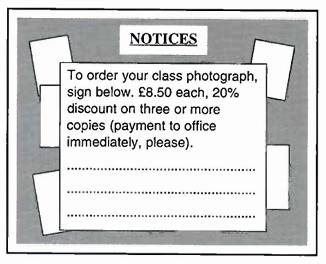 NOTICES
To order your class photograph,
sign below. £8.50 each, 20%
discount on three or more
copies (payment to office
immediately, please).